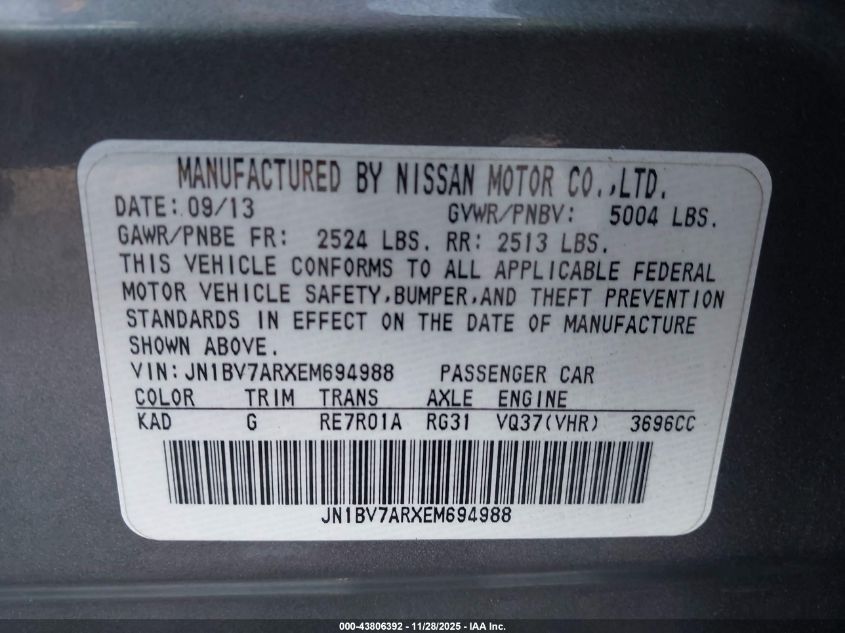 MANUFACTURED BY NISSAN MOTOR CO.,LTD.
DATE: 09/13 GVWR/PNBV: 5004 LBS.
GAWR/PNBE FR: 2524 LBS. RR: 2513 LBS.
THIS VEHICLE CONFORMS TO ALL APPLICABLE FEDERAL
MOTOR VEHICLE SAFETY,BUMPER,AND THEFT PREVENTION
STANDARDS IN EFFECT ON THE DATE OF MANUFACTURE
SHOWN ABOVE.
VIN:JN1BV7ARXEM694988 PASSENGER CAR
COLOR TRIM TRANS AXLE ENGINE
KAD G RE7R01A RG31 VQ37(VHR) 3696CC
JN1BV7ARXEM694988
000-43806392 | 11/28/2025 - IAA Inc.